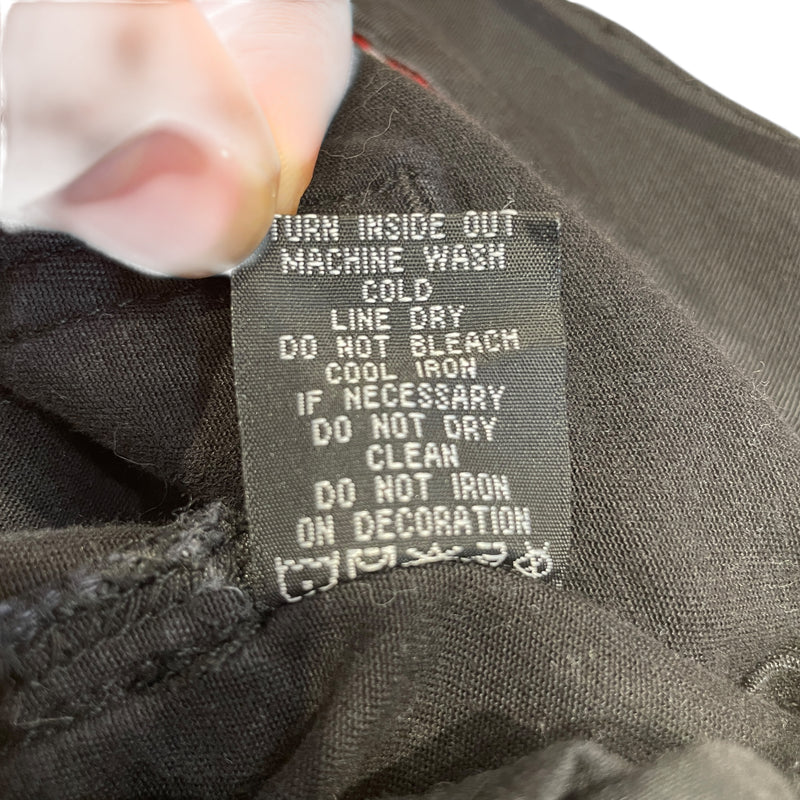 TURN INSIDE OUT
MACHINE WASH
COLD
LINE DRY
DO NOT BLEACH
COOL IRON
IF NECESSARY
DO NOT DRY
CLEAN
DO NOT IRON
ON DECORATION